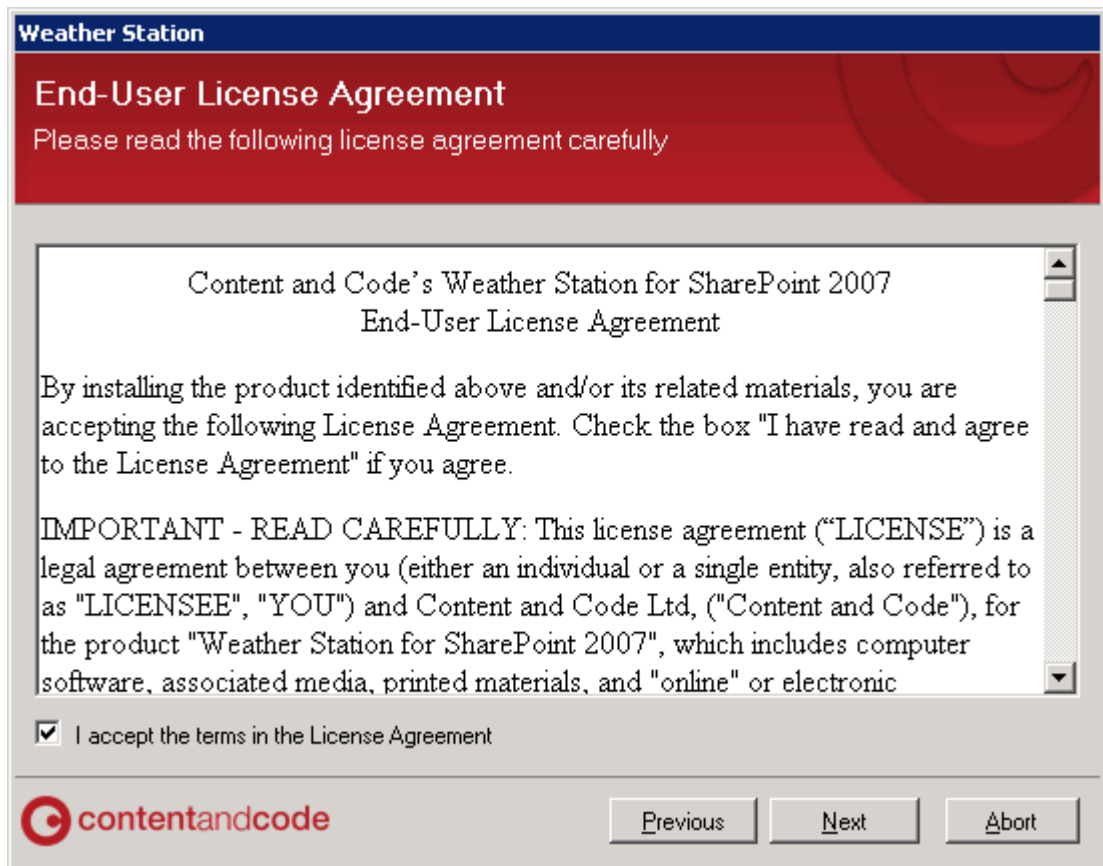 Weather Station
End-User License Agreement
Please read the following license agreement carefully
Content and Code’s Weather Station for SharePoint 2007
End-User License Agreement
By installing the product identified above and/or its related materials, you are
accepting the following License Agreement. Check the box "I have read and agree
to the License Agreement" if you agree.
IMPORTANT - READ CAREFULLY: This license agreement (“LICENSE”) is a
legal agreement between you (either an individual or a single entity, also referred to
as "LICENSEE", "YOU") and Content and Code Ltd, ("Content and Code"), for
the product "Weather Station for SharePoint 2007", which includes computer
software, associated media, printed materials, and "online" or electronic
I accept the terms in the License Agreement
contentandcode
Previous Next Abort